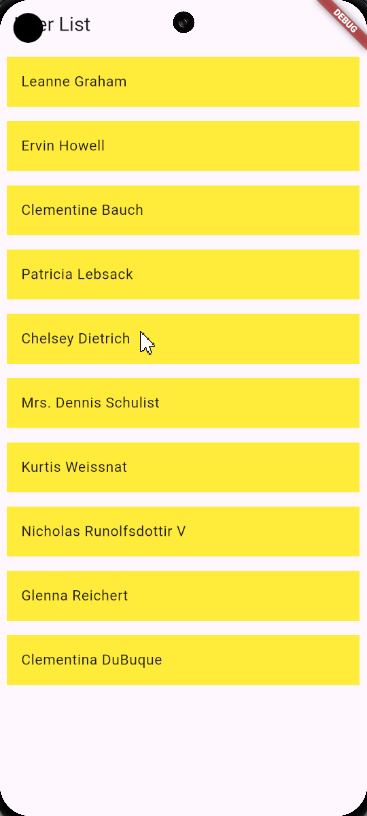 er List
DEBUG
Leanne Graham
Ervin Howell
Clementine Bauch
Patricia Lebsack
Chelsey Dietrich
Mrs. Dennis Schulist
Kurtis Weissnat
Nicholas Runolfsdottir V
Glenna Reichert
Clementina DuBuque